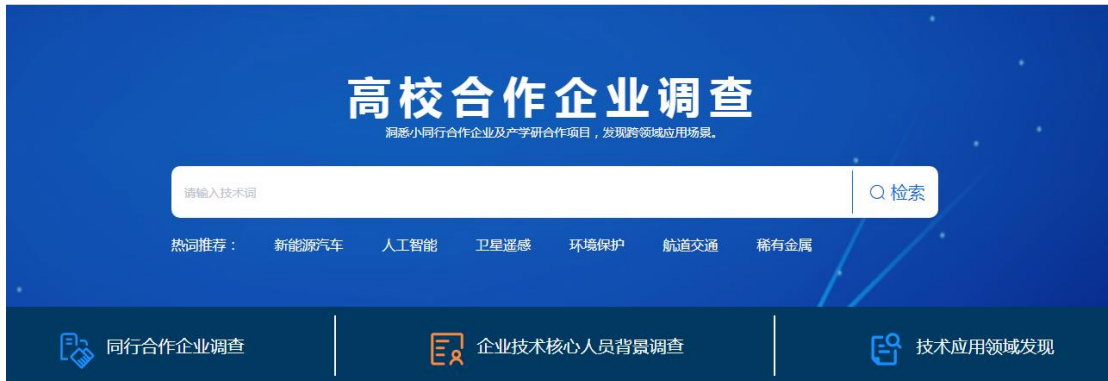 高校合作企业调查
洞悉小同行合作企业及产学研合作项目，发现跨领域应用场景。
请输入技术词
检索
热词推荐： 新能源汽车 人工智能 卫星遥感 环境保护 航道交通 稀有金属
同行合作企业调查 企业技术核心人员背景调查 技术应用领域发现